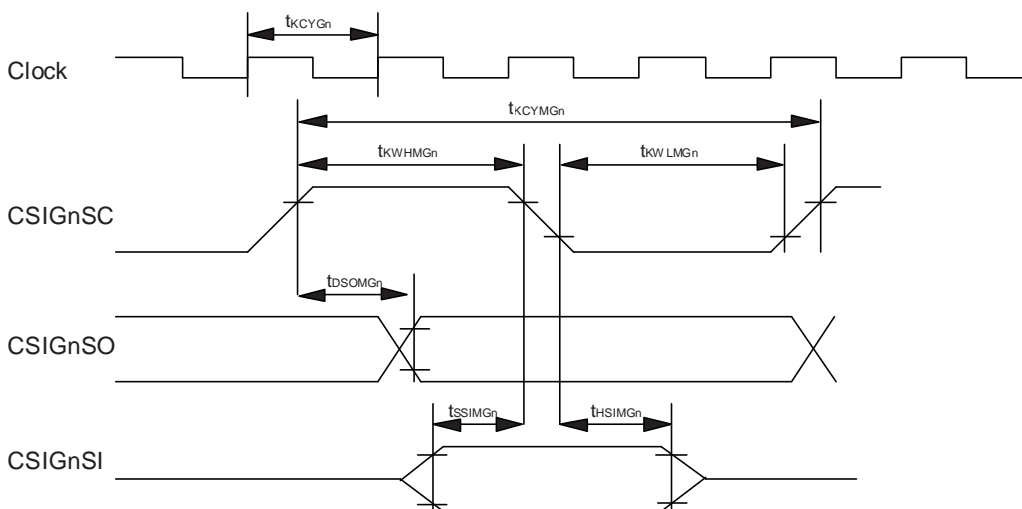 tKCYGn
Clock
tKCYMGn
tKWHMGn
tKWLMGn
CSIGnSC
tDSOMGn
CSIGnSO
tSSIMGn
tHSIMGn
CSIGnSI